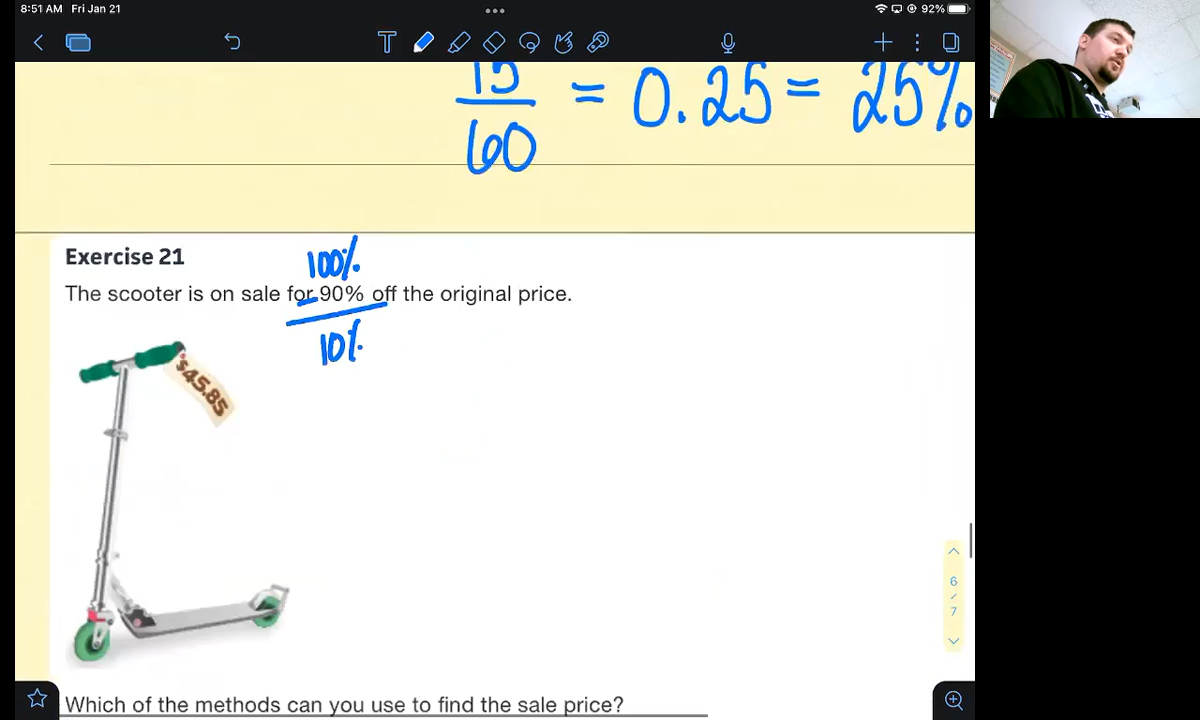 8:51 AM Fri Jan 21
92%
T
15
60
= 0.25 = 25%
Exercise 21
100%
The scooter is on sale for 90% off the original price.
10%
$45.85
6
/
7
Which of the methods can you use to find the sale price?